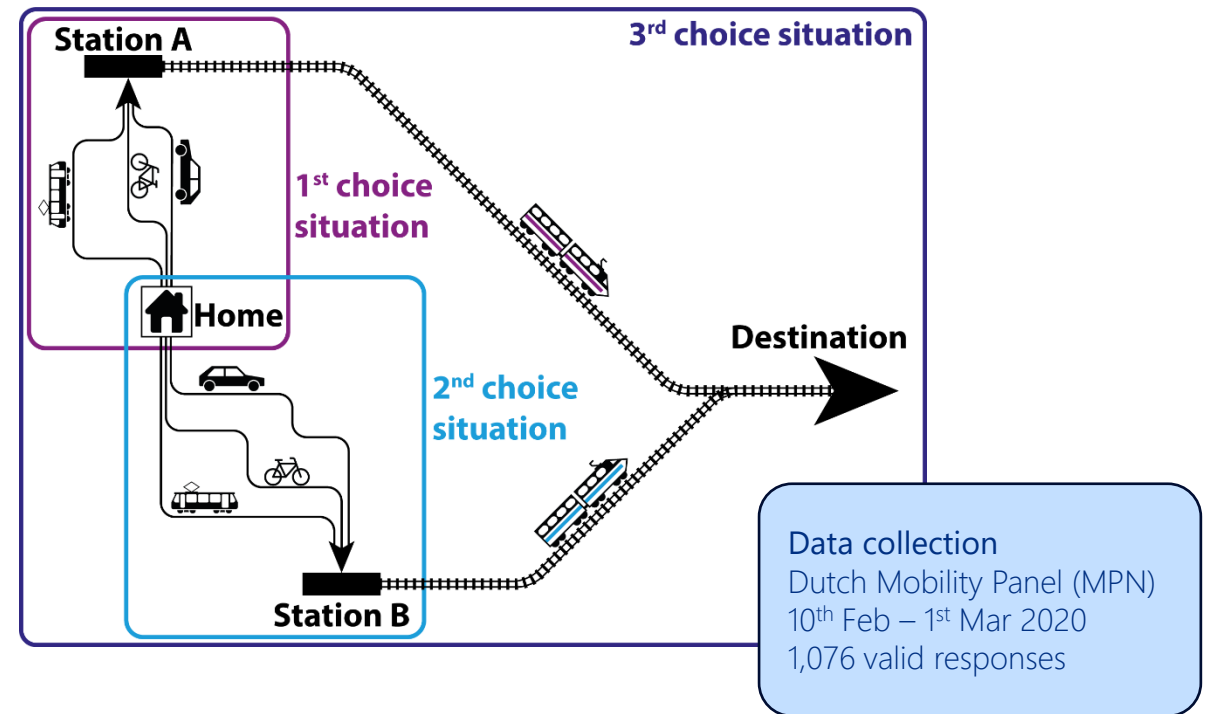 Station A
3rd choice situation
1st choice
situation
Home
Destination
2nd choice
situation
Station B
Data collection
Dutch Mobility Panel (MPN)
10th Feb – 1st Mar 2020
1,076 valid responses